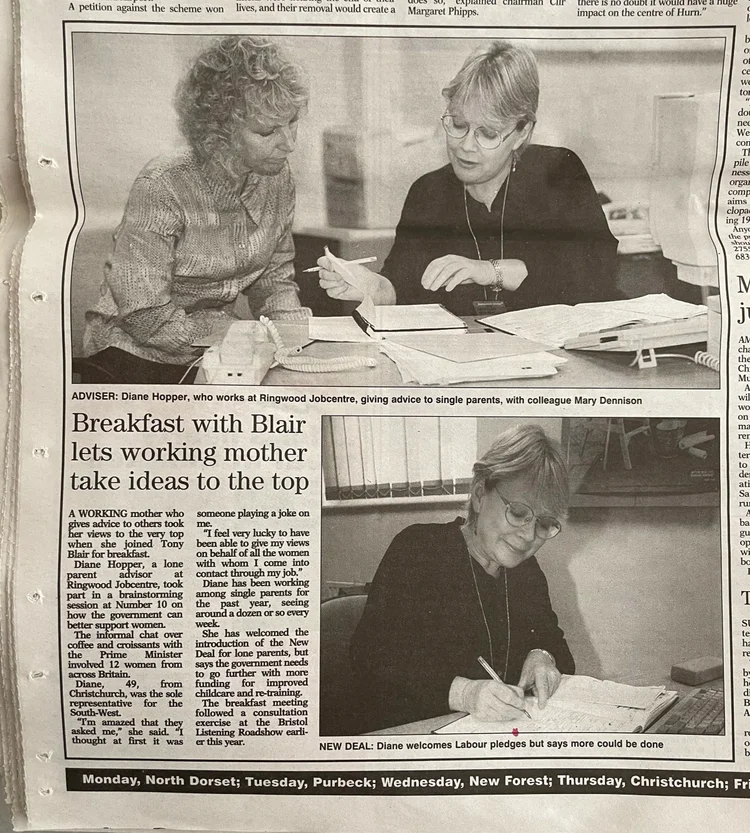 A petition against the scheme won
lives, and their removal would create a
does so, explained chairman Cllr
Margaret Phipps.
there is no doubt it would have a huge
impact on the centre of Hurn."
ADVISER: Diane Hopper, who works at Ringwood Jobcentre, giving advice to single parents, with colleague Mary Dennison
Breakfast with Blair
lets working mother
take ideas to the top
A WORKING mother who
gives advice to others took
her views to the very top
when she joined Tony
Blair for breakfast.
Diane Hopper, a lone
parent advisor at
Ringwood Jobcentre, took
part in a brainstorming
session at Number 10 on
how the government can
better support women.
The informal chat over
coffee and croissants with
the Prime Minister
involved 12 women from
across Britain.
Diane, 49, from
Christchurch, was the sole
representative for the
South-West.
"I'm amazed that they
asked me," she said. "I
thought at first it was
someone playing a joke on
me.
"I feel very lucky to have
been able to give my views
on behalf of all the women
with whom I come into
contact through my job."
Diane has been working
among single parents for
the past year, seeing
around a dozen or so every
week.
She has welcomed the
introduction of the New
Deal for lone parents, but
says the government needs
to go further with more
funding for improved
childcare and re-training.
The breakfast meeting
followed a consultation
exercise at the Bristol
Listening Roadshow earli-
er this year.
NEW DEAL: Diane welcomes Labour pledges but says more could be done
Monday, North Dorset; Tuesday, Purbeck; Wednesday, New Forest; Thursday, Christchurch; Fri